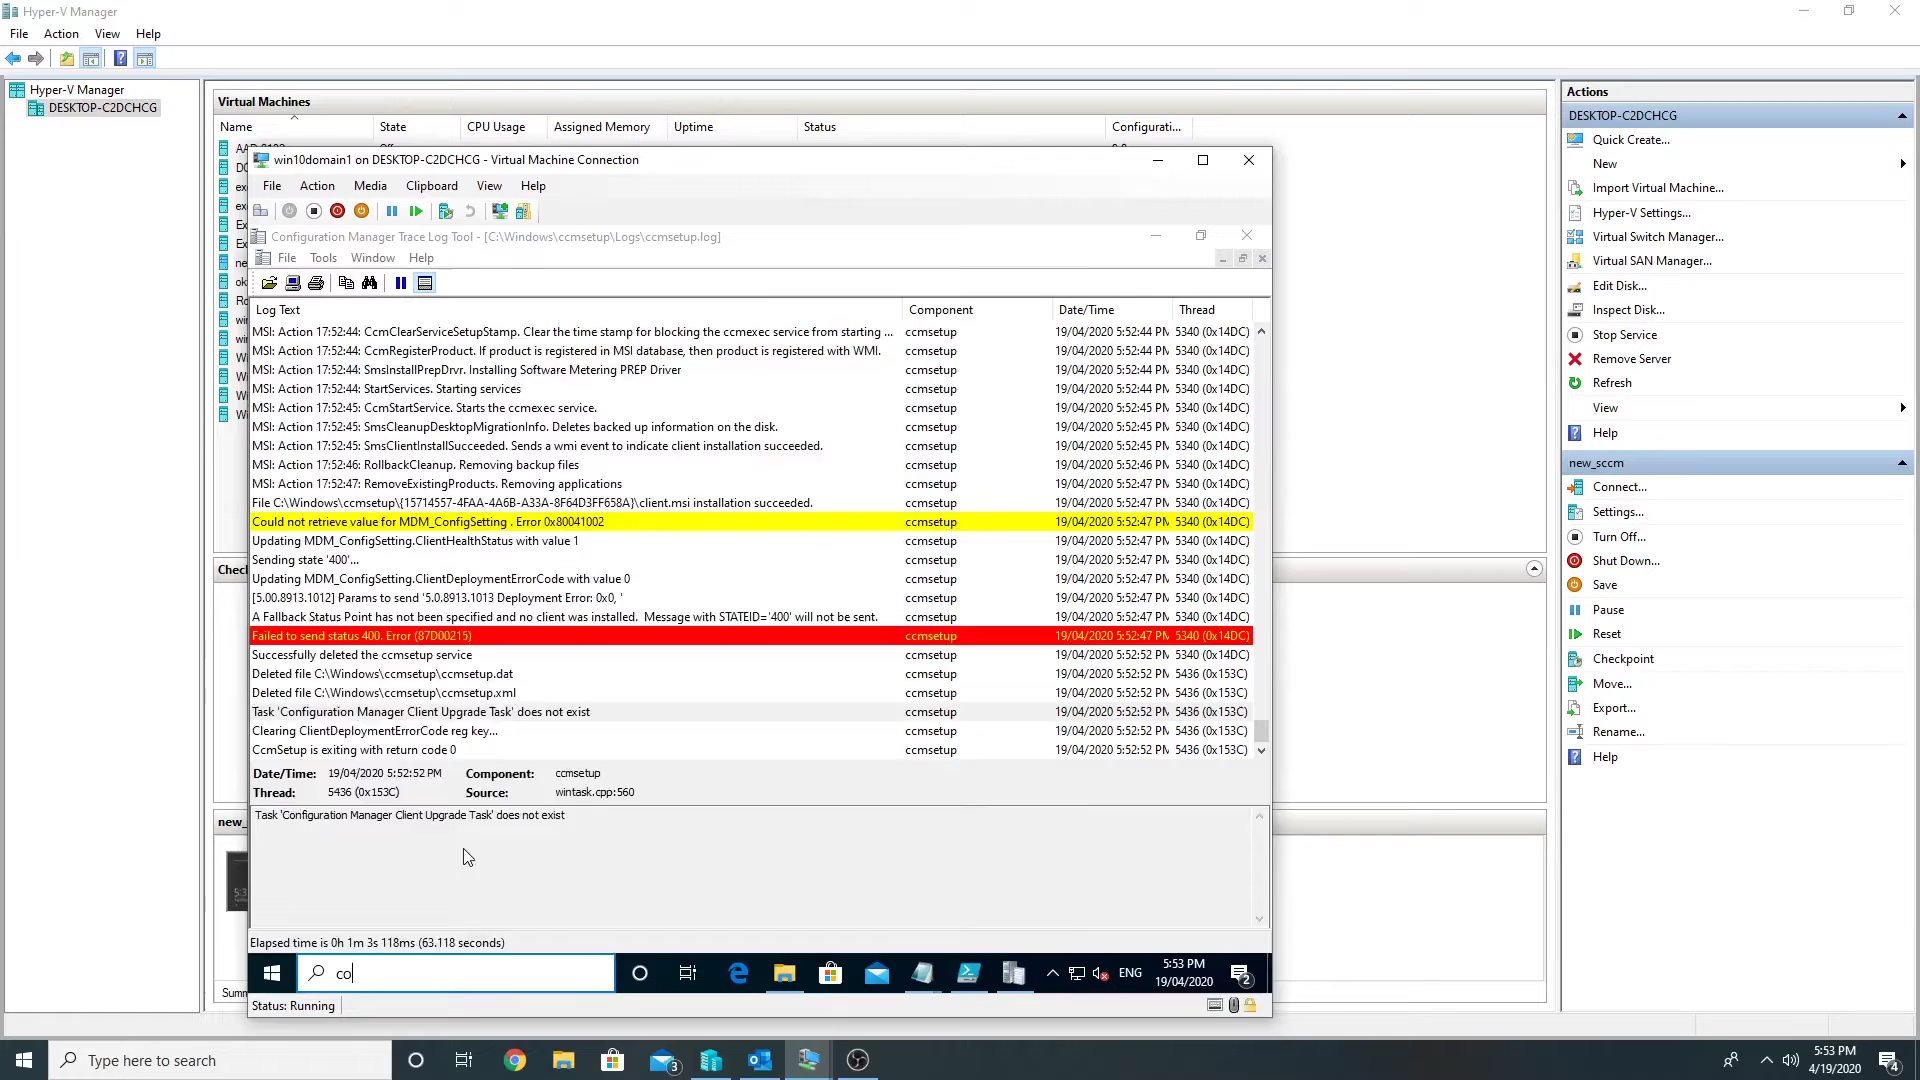 Hyper-V Manager
File Action View Help
Hyper-V Manager
DESKTOP-C2DCHCG
Virtual Machines
Name State CPU Usage Assigned Memory Uptime Status Configurati...
win10domain1 on DESKTOP-C2DCHCG - Virtual Machine Connection
File Action Media Clipboard View Help
Configuration Manager Trace Log Tool - [C:\Windows\ccmsetup\Logs\ccmsetup.log]
File Tools Window Help
Log Text Component Date/Time Thread
MSI: Action 17:52:44: CcmClearServiceSetupStamp. Clear the time stamp for blocking the ccmexec service from starting ... ccmsetup 19/04/2020 5:52:44 PM 5340 (0x14DC)
MSI: Action 17:52:44: CcmRegisterProduct. If product is registered in MSI database, then product is registered with WMI. ccmsetup 19/04/2020 5:52:44 PM 5340 (0x14DC)
MSI: Action 17:52:44: SmsInstallPrepDrvr. Installing Software Metering PREP Driver ccmsetup 19/04/2020 5:52:44 PM 5340 (0x14DC)
MSI: Action 17:52:44: StartServices. Starting services ccmsetup 19/04/2020 5:52:44 PM 5340 (0x14DC)
MSI: Action 17:52:45: CcmStartService. Starts the ccmexec service. ccmsetup 19/04/2020 5:52:45 PM 5340 (0x14DC)
MSI: Action 17:52:45: SmsCleanupDesktopMigrationInfo. Deletes backed up information on the disk. ccmsetup 19/04/2020 5:52:45 PM 5340 (0x14DC)
MSI: Action 17:52:45: SmsClientInstallSucceeded. Sends a wmi event to indicate client installation succeeded. ccmsetup 19/04/2020 5:52:45 PM 5340 (0x14DC)
MSI: Action 17:52:46: RollbackCleanup. Removing backup files ccmsetup 19/04/2020 5:52:46 PM 5340 (0x14DC)
MSI: Action 17:52:47: RemoveExistingProducts. Removing applications ccmsetup 19/04/2020 5:52:47 PM 5340 (0x14DC)
File C:\Windows\ccmsetup\{15714557-4FAA-4A6B-A33A-8F64D3FF658A}\client.msi installation succeeded. ccmsetup 19/04/2020 5:52:47 PM 5340 (0x14DC)
Could not retrieve value for MDM_ConfigSetting . Error 0x80041002 ccmsetup 19/04/2020 5:52:47 PM 5340 (0x14DC)
Updating MDM_ConfigSetting.ClientHealthStatus with value 1 ccmsetup 19/04/2020 5:52:47 PM 5340 (0x14DC)
Sending state '400'... ccmsetup 19/04/2020 5:52:47 PM 5340 (0x14DC)
Updating MDM_ConfigSetting.ClientDeploymentErrorCode with value 0 ccmsetup 19/04/2020 5:52:47 PM 5340 (0x14DC)
[5.00.8913.1012] Params to send '5.0.8913.1013 Deployment Error: 0x0, ' ccmsetup 19/04/2020 5:52:47 PM 5340 (0x14DC)
A Fallback Status Point has not been specified and no client was installed. Message with STATEID='400' will not be sent. ccmsetup 19/04/2020 5:52:47 PM 5340 (0x14DC)
Failed to send status 400. Error (87D00215) ccmsetup 19/04/2020 5:52:47 PM 5340 (0x14DC)
Successfully deleted the ccmsetup service ccmsetup 19/04/2020 5:52:52 PM 5340 (0x14DC)
Deleted file C:\Windows\ccmsetup\ccmsetup.dat ccmsetup 19/04/2020 5:52:52 PM 5436 (0x153C)
Deleted file C:\Windows\ccmsetup\ccmsetup.xml ccmsetup 19/04/2020 5:52:52 PM 5436 (0x153C)
Task 'Configuration Manager Client Upgrade Task' does not exist ccmsetup 19/04/2020 5:52:52 PM 5436 (0x153C)
Clearing ClientDeploymentErrorCode reg key... ccmsetup 19/04/2020 5:52:52 PM 5436 (0x153C)
CcmSetup is exiting with return code 0 ccmsetup 19/04/2020 5:52:52 PM 5436 (0x153C)
Date/Time: 19/04/2020 5:52:52 PM Component: ccmsetup
Thread: 5436 (0x153C) Source: wintask.cpp:560
Task 'Configuration Manager Client Upgrade Task' does not exist
Elapsed time is 0h 1m 3s 118ms (63.118 seconds)
co
ENG
5:53 PM
19/04/2020
2
Status: Running
Actions
DESKTOP-C2DCHCG
Quick Create...
New
Import Virtual Machine...
Hyper-V Settings...
Virtual Switch Manager...
Virtual SAN Manager...
Edit Disk...
Inspect Disk...
Stop Service
Remove Server
Refresh
View
Help
new_sccm
Connect...
Settings...
Turn Off...
Shut Down...
Save
Pause
Reset
Checkpoint
Move...
Export...
Rename...
Help
Type here to search
3
5:53 PM
4/19/2020
4